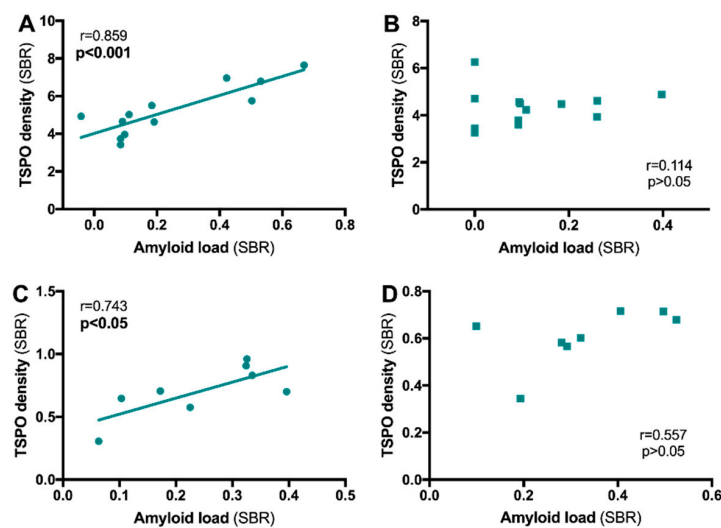 A
r=0.859
p<0.001
TSPO density (SBR)
10
8
6
4
2
0
0.0 0.2 0.4 0.6 0.8
Amyloid load (SBR)
B
r=0.114
p>0.05
TSPO density (SBR)
8
6
4
2
0
0.0 0.2 0.4
Amyloid load (SBR)
C
r=0.743
p<0.05
TSPO density (SBR)
1.5
1.0
0.5
0.0
0.0 0.1 0.2 0.3 0.4 0.5
Amyloid load (SBR)
D
r=0.557
p>0.05
TSPO density (SBR)
0.8
0.6
0.4
0.2
0.0
0.0 0.2 0.4 0.6
Amyloid load (SBR)